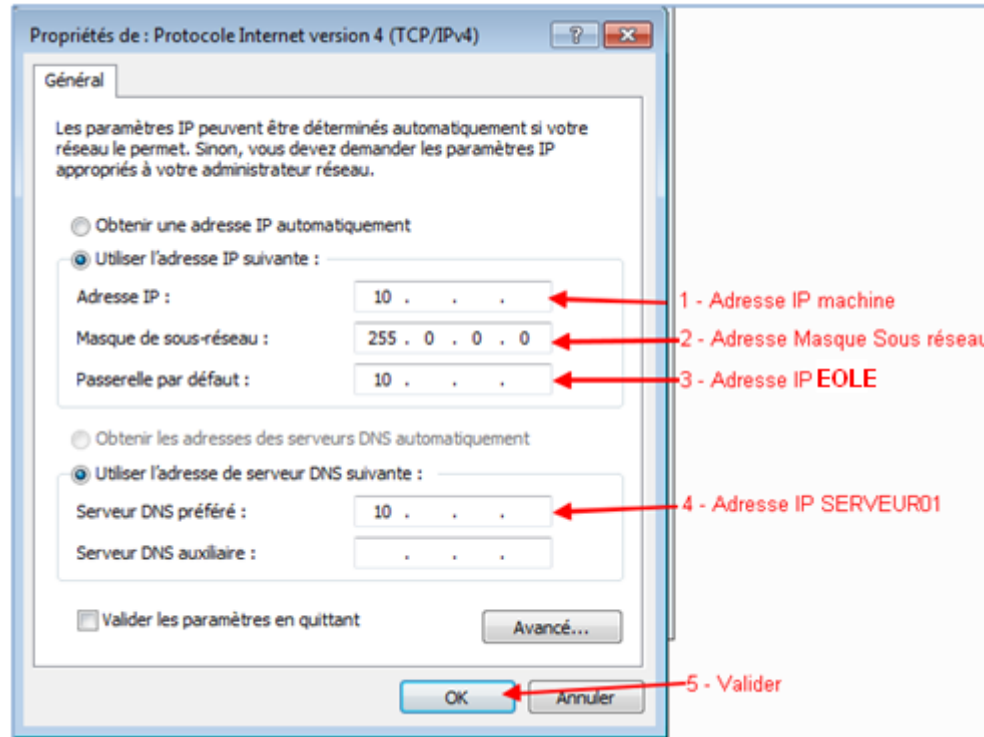 Propriétés de : Protocole Internet version 4 (TCP/IPv4)
Général
Les paramètres IP peuvent être déterminés automatiquement si votre
réseau le permet. Sinon, vous devez demander les paramètres IP
appropriés à votre administrateur réseau.
Obtenir une adresse IP automatiquement
Utiliser l'adresse IP suivante :
Adresse IP : 10 . . . 1 - Adresse IP machine
Masque de sous-réseau : 255 . 0 . 0 . 0 2 - Adresse Masque Sous réseau
Passerelle par défaut : 10 . . . 3 - Adresse IP EOLE
Obtenir les adresses des serveurs DNS automatiquement
Utiliser l'adresse de serveur DNS suivante :
Serveur DNS préféré : 10 . . . 4 - Adresse IP SERVEUR01
Serveur DNS auxiliaire : . . .
Valider les paramètres en quittant
Avancé...
OK Annuler 5 - Valider